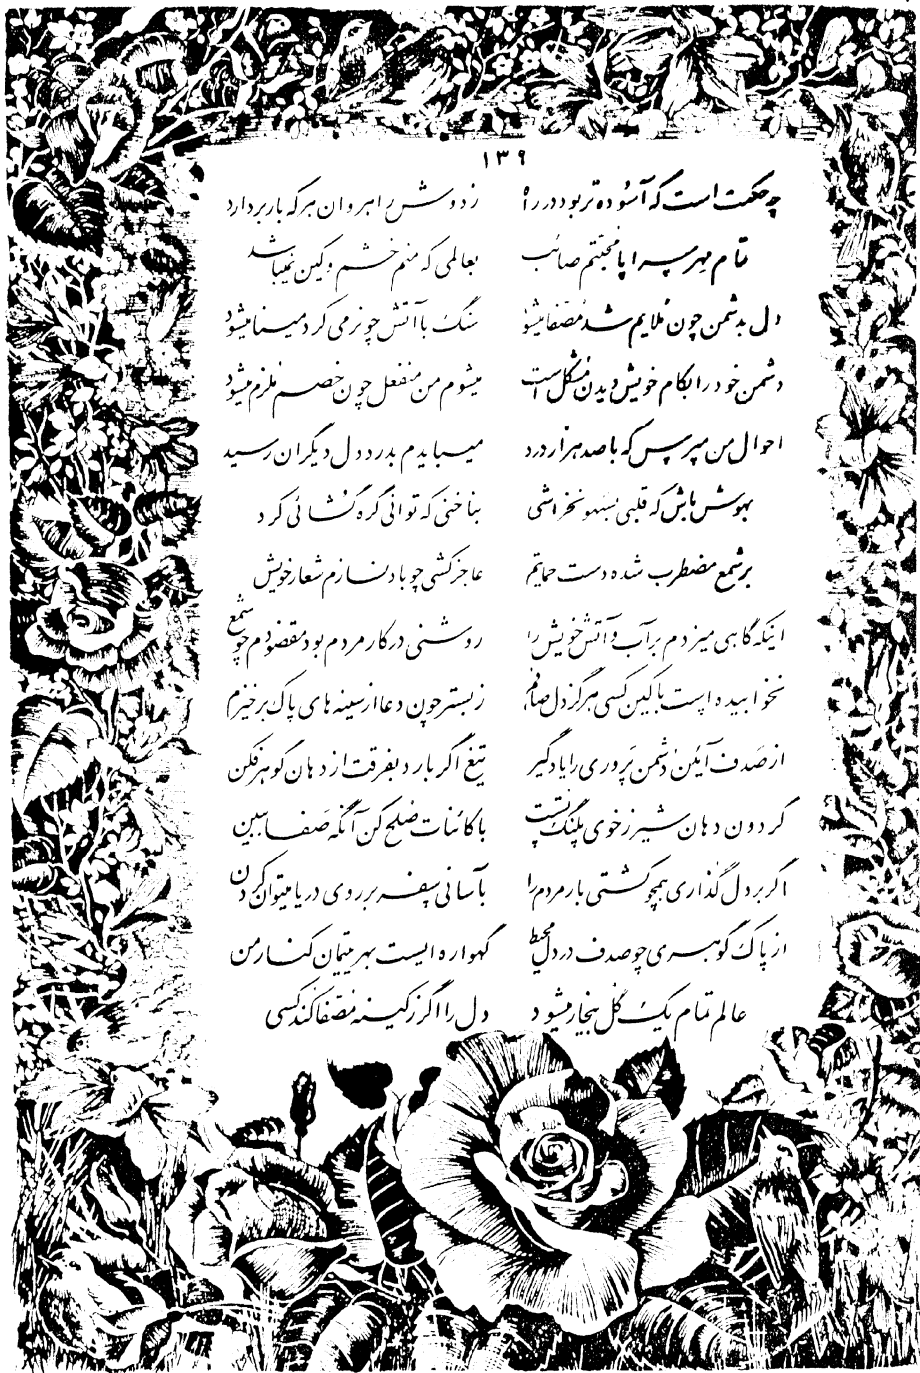 ۱۳۹
چه حکمت است که آسوده تر بود در راه ز دوش راهروان هر که بار بردارد
تمام مهرم و سراپا محبتم صائب بعالمی که منم خشم و کین نمیباشد
دل بدشمن چون ملایم شد مصفا میشود سنگ با آتش چو نرمی کرد مینا میشود
دشمن خود را بکام خویش دیدن مشکل است میشوم من منفعل چون خصم ملزم میشود
احوال من مپرس که با صد هزار درد میبایدم بدرد دل دیگران رسید
بهوش باش که قلبی بسهو نخراشی بناخنی که توانی گره گشائی کرد
بر شمع مضطرب شده دست حمایتم عاجز کشی چو باد نسازم شعار خویش
اینکه گاهی میزدم بر آب و آتش خویش را روشنی در کار مردم بود مقصودم چو شمع
نخوابیده است با کین کسی هرگز دل صافم ز بستر چون دعا از سینه های پاک برخیزم
از صدف آئین دشمن پروری را یاد گیر تیغ اگر بارد بفرقت از دهان گوهر فکن
گردون دهان شیر ز خوی پلنگ تست با کائنات صلح کن آنگه صفا ببین
اگر بر دل گذاری همچو کشتی بار مردم را بآسانی سفر بر روی دریا میتوان کردن
از پاک گوهری چو صدف در دل محیط گهواره ایست بهر یتیمان کنار من
عالم تمام یک گل بیخار میشود دل را اگر ز کینه مصفا کند کسی